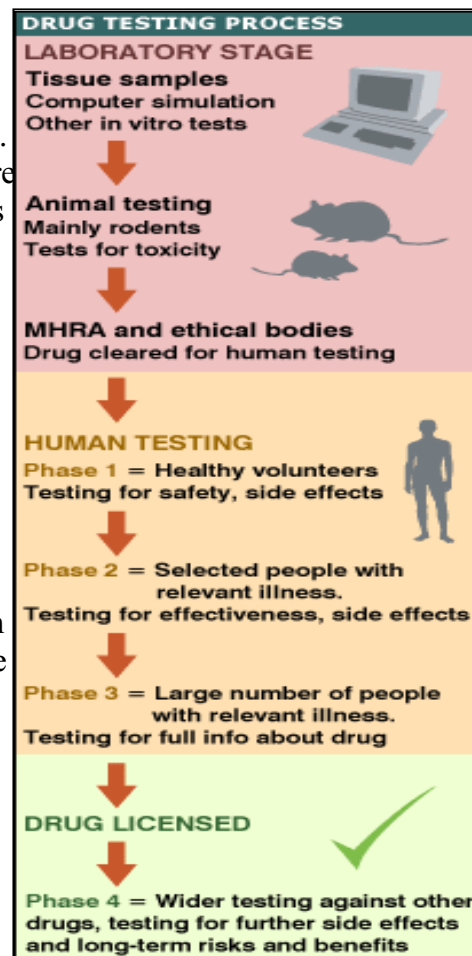 DRUG TESTING PROCESS
LABORATORY STAGE
Tissue samples
Computer simulation
Other in vitro tests
.
re
s
Animal testing
Mainly rodents
Tests for toxicity
MHRA and ethical bodies
Drug cleared for human testing
HUMAN TESTING
Phase 1 = Healthy volunteers
Testing for safety, side effects
Phase 2 = Selected people with
relevant illness.
Testing for effectiveness, side effects
e
Phase 3 = Large number of people
with relevant illness.
Testing for full info about drug
DRUG LICENSED
Phase 4 = Wider testing against other
drugs, testing for further side effects
and long-term risks and benefits